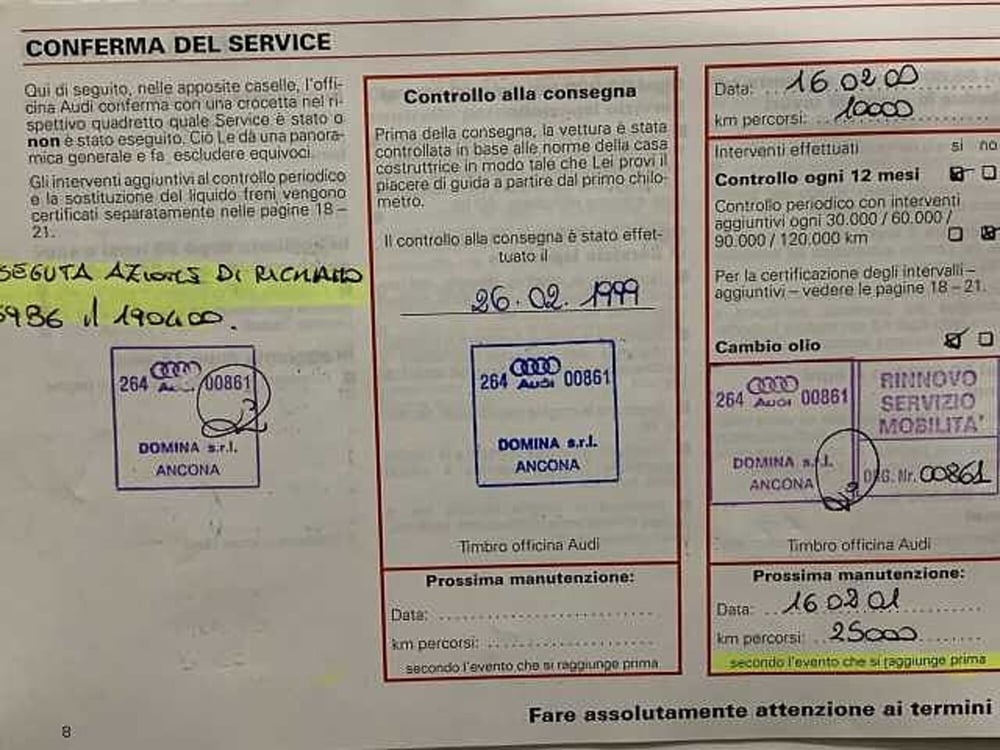 CONFERMA DEL SERVICE
Qui di seguito, nelle apposite caselle, l'offi-
cina Audi conferma con una crocetta nel ri-
spettivo quadretto quale Service è stato o
non è stato eseguito. Ciò Le dà una panora-
mica generale e fa escludere equivoci.
Gli interventi aggiuntivi al controllo periodico
e la sostituzione del liquido freni vengono
certificati separatamente nelle pagine 18 –
21.
DI RICHIAMO
il 190400.
264 Audi 00861
DOMINA s.r.l.
ANCONA
Controllo alla consegna
Prima della consegna, la vettura è stata
controllata in base alle norme della casa
costruttrice in modo tale che Lei provi il
piacere di guida a partire dal primo chilo-
metro.
Il controllo alla consegna è stato effet-
tuato il
26.02.1999
264 Audi 00861
DOMINA s.r.l.
ANCONA
Timbro officina Audi
Prossima manutenzione:
Data:
km percorsi:
secondo l'evento che si raggiunge prima
Data: 16.02.00
km percorsi: 10000
Interventi effettuati si no
Controllo ogni 12 mesi
Controllo periodico con interventi
aggiuntivi ogni 30.000 / 60.000 /
90.000 / 120.000 km
Per la certificazione degli intervalli –
aggiuntivi – vedere le pagine 18 – 21.
Cambio olio
264 Audi 00861
DOMINA s.r.l.
ANCONA
RINNOVO
SERVIZIO
MOBILITA'
ORG. Nr. 00861
Timbro officina Audi
Prossima manutenzione:
Data: 16.02.01
km percorsi: 25000
secondo l'evento che si raggiunge prima
Fare assolutamente attenzione ai termini
8